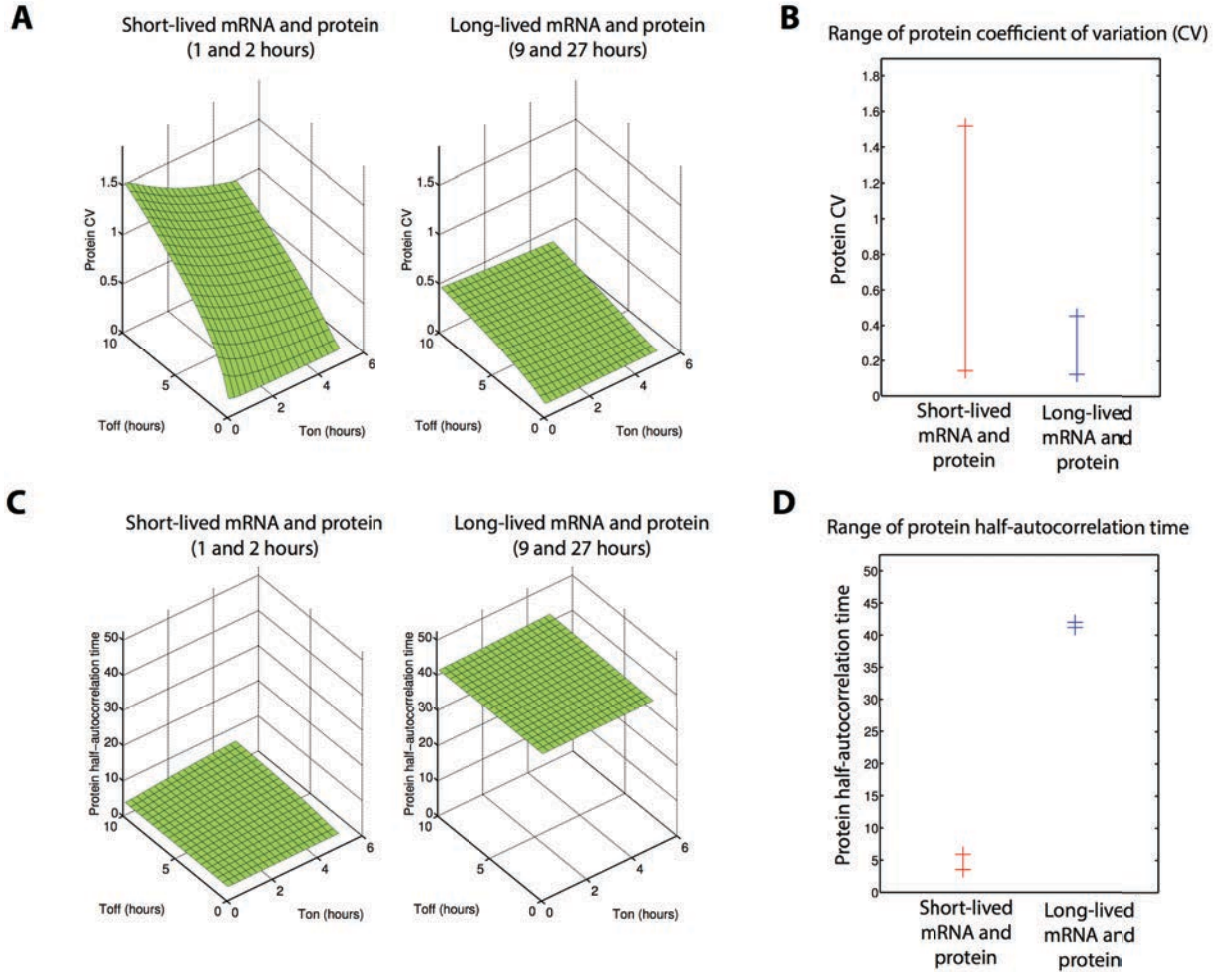 A
Short-lived mRNA and protein
(1 and 2 hours)
Long-lived mRNA and protein
(9 and 27 hours)
Protein CV
1.5
1
0.5
0
10
5
0
0
2
4
6
Toff (hours)
Ton (hours)
Protein CV
1.5
1
0.5
0
10
5
0
0
2
4
6
Toff (hours)
Ton (hours)
B
Range of protein coefficient of variation (CV)
Protein CV
1.8
1.6
1.4
1.2
1
0.8
0.6
0.4
0.2
0
Short-lived
mRNA and
protein
Long-lived
mRNA and
protein
C
Short-lived mRNA and protein
(1 and 2 hours)
Long-lived mRNA and protein
(9 and 27 hours)
Protein half-autocorrelation time
50
40
30
20
10
0
10
5
0
0
2
4
6
Toff (hours)
Ton (hours)
Protein half-autocorrelation time
50
40
30
20
10
0
10
5
0
0
2
4
6
Toff (hours)
Ton (hours)
D
Range of protein half-autocorrelation time
Protein half-autocorrelation time
50
45
40
35
30
25
20
15
10
5
0
Short-lived
mRNA and
protein
Long-lived
mRNA and
protein